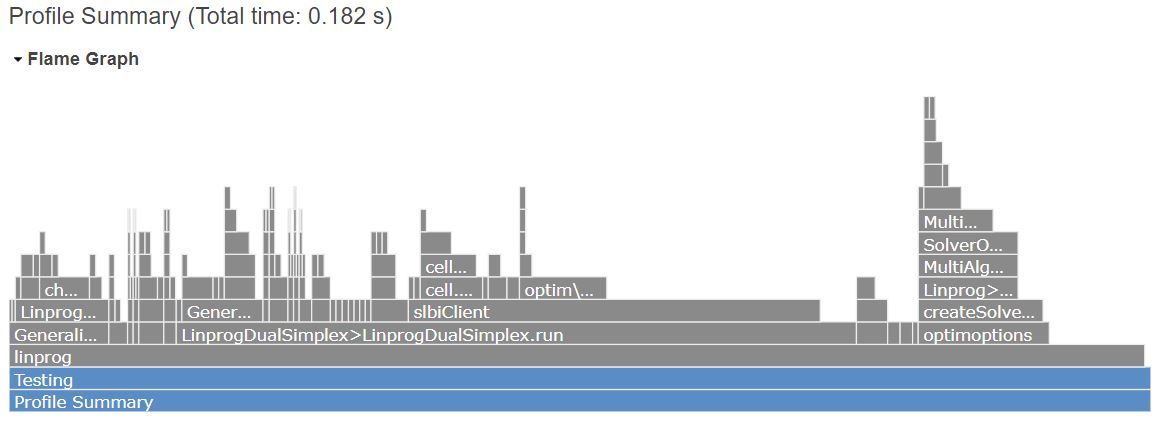 Profile Summary (Total time: 0.182 s)
Flame Graph
Multi...
SolverO...
cell... MultiAlg...
ch... cell.... optim\... Linprog>...
Linprog... Gener... slbiClient createSolve...
Generali... LinprogDualSimplex>LinprogDualSimplex.run optimoptions
linprog
Testing
Profile Summary